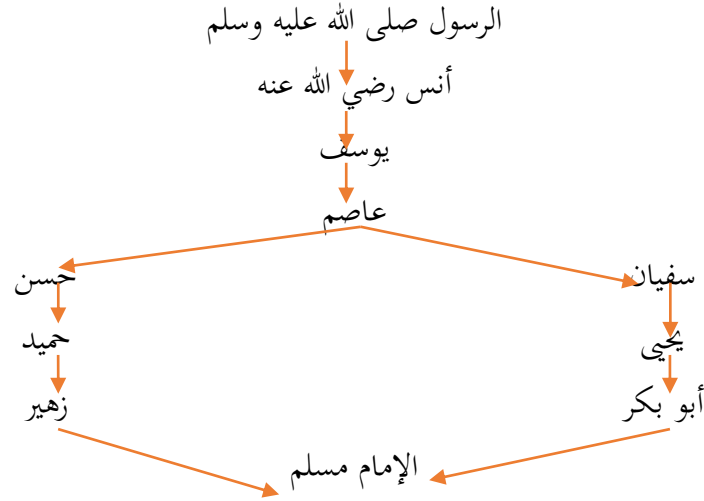 الرسول صلى الله عليه وسلم
أنس رضي الله عنه
يوسف
عاصم
سفيان
حسن
يحيى
حميد
أبو بكر
زهير
الإمام مسلم